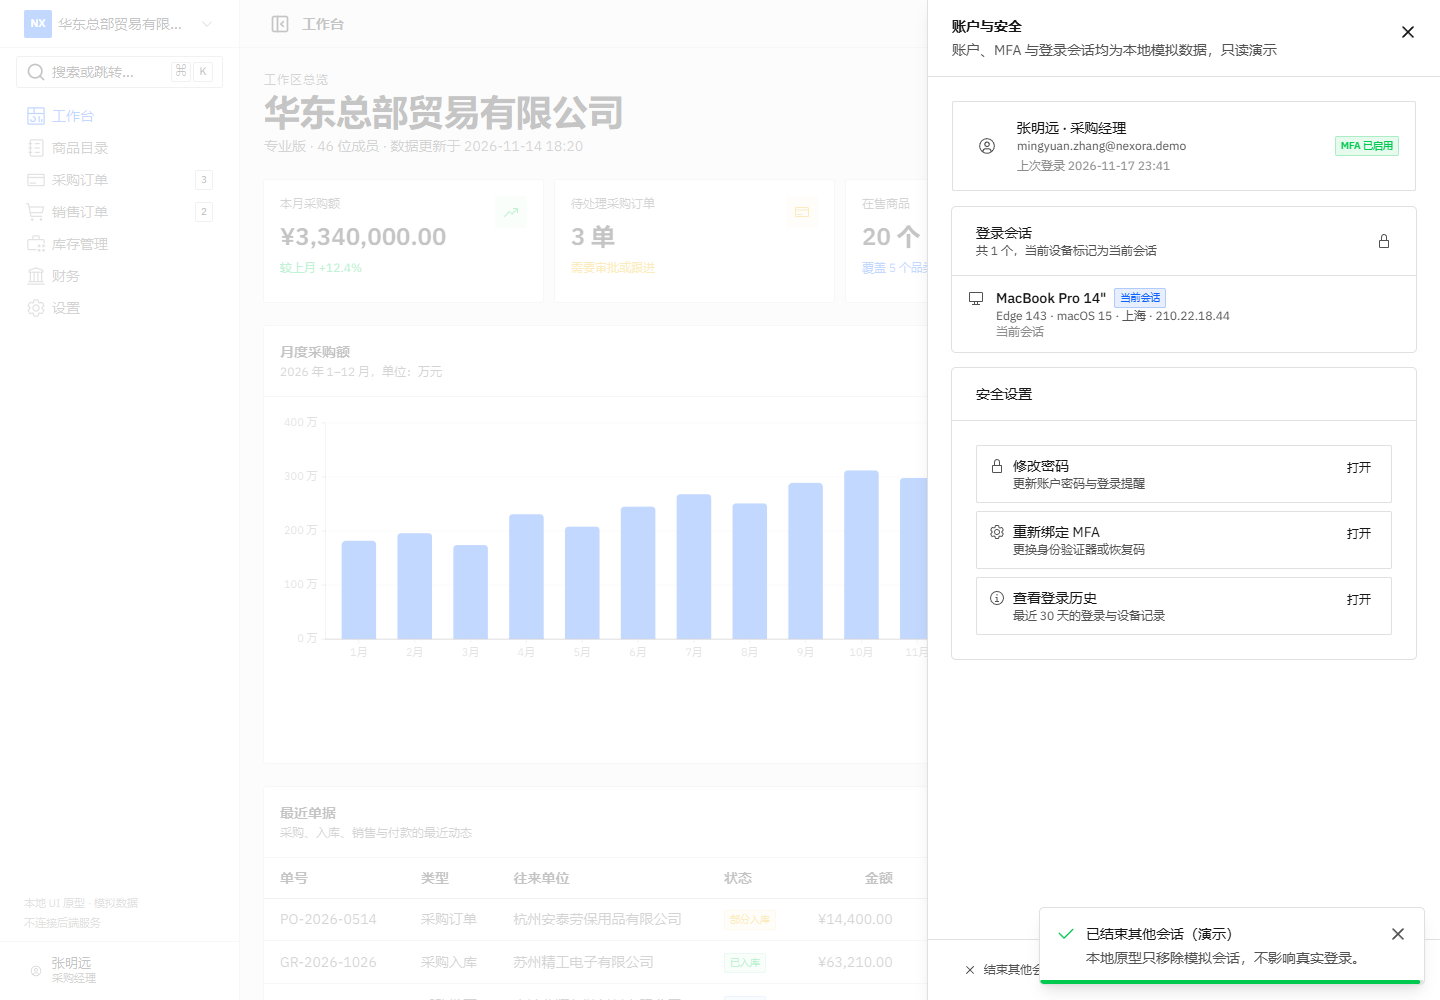 NX 华东总部贸易有限...
搜索或跳转... ⌘ K
工作台
商品目录
采购订单 3
销售订单 2
库存管理
财务
设置
本地 UI 原型 · 模拟数据
不连接后端服务
张明远
采购经理
工作台
工作区总览
华东总部贸易有限公司
专业版 · 46 位成员 · 数据更新于 2026-11-14 18:20
本月采购额
¥3,340,000.00
较上月 +12.4%
待处理采购订单
3 单
需要审批或跟进
在售商品
20 个
覆盖 5 个品
月度采购额
2026 年 1–12 月，单位：万元
400 万
300 万
200 万
100 万
0 万
1月 2月 3月 4月 5月 6月 7月 8月 9月 10月 11月
最近单据
采购、入库、销售与付款的最近动态
单号 类型 往来单位 状态 金额
PO-2026-0514 采购订单 杭州安泰劳保用品有限公司 部分入库 ¥14,400.00
GR-2026-1026 采购入库 苏州精工电子有限公司 已入库 ¥63,210.00
账户与安全
账户、MFA 与登录会话均为本地模拟数据，只读演示
张明远 · 采购经理
mingyuan.zhang@nexora.demo
上次登录 2026-11-17 23:41
MFA 已启用
登录会话
共 1 个，当前设备标记为当前会话
MacBook Pro 14" 当前会话
Edge 143 · macOS 15 · 上海 · 210.22.18.44
当前会话
安全设置
修改密码
更新账户密码与登录提醒
打开
重新绑定 MFA
更换身份验证器或恢复码
打开
查看登录历史
最近 30 天的登录与设备记录
打开
结束其他
已结束其他会话（演示）
本地原型只移除模拟会话，不影响真实登录。